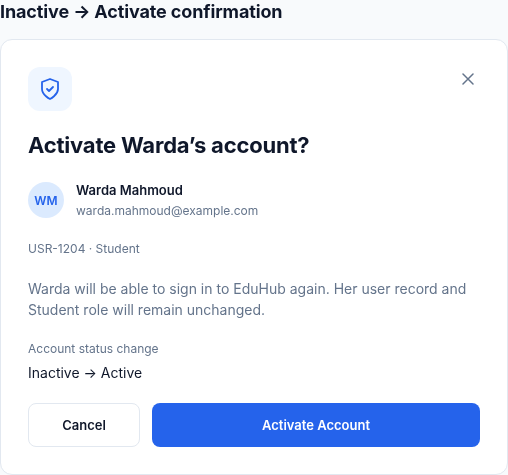 Inactive → Activate confirmation
Activate Warda’s account?
WM
Warda Mahmoud
warda.mahmoud@example.com
USR-1204 · Student
Warda will be able to sign in to EduHub again. Her user record and
Student role will remain unchanged.
Account status change
Inactive → Active
Cancel
Activate Account